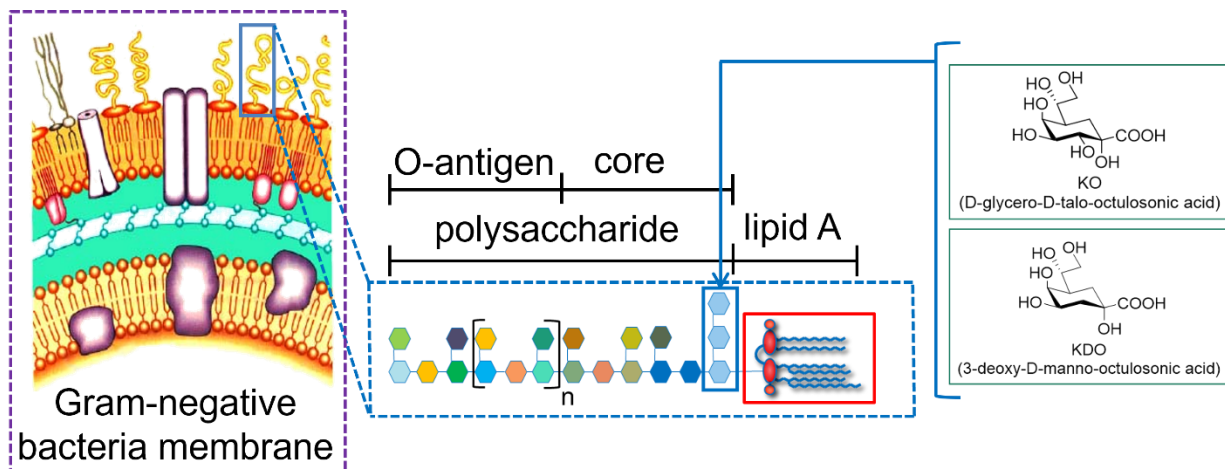 O-antigen core
polysaccharide lipid A
n
Gram-negative
bacteria membrane
OH
HO
HO
HO
COOH
HO
OH
KO
(D-glycero-D-talo-octulosonic acid)
OH
HO
HO
HO
COOH
OH
KDO
(3-deoxy-D-manno-octulosonic acid)